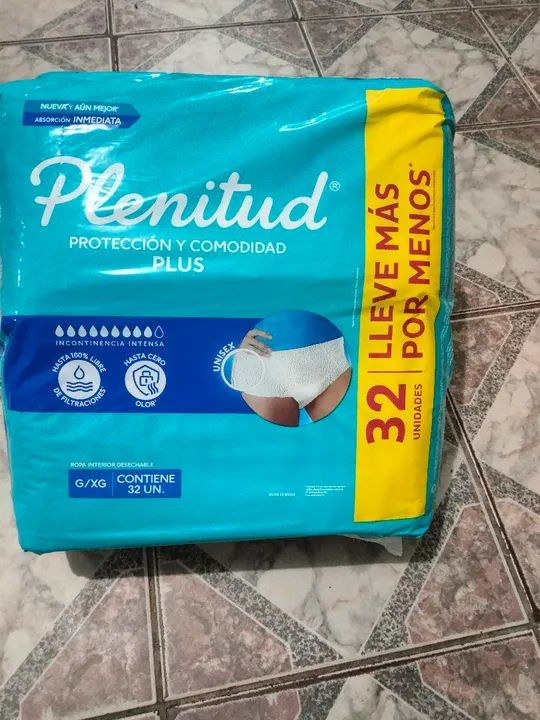 NUEVA Y AÚN MEJOR*
ABSORCIÓN INMEDIATA
Plenitud®
PROTECCIÓN Y COMODIDAD
PLUS
INCONTINENCIA INTENSA
HASTA 100% LIBRE
DE FILTRACIONES
HASTA CERO
OLOR*
UNISEX
ROPA INTERIOR DESECHABLE
G/XG
CONTIENE
32 UN.
32
UNIDADES
LLEVE MÁS
POR MENOS*